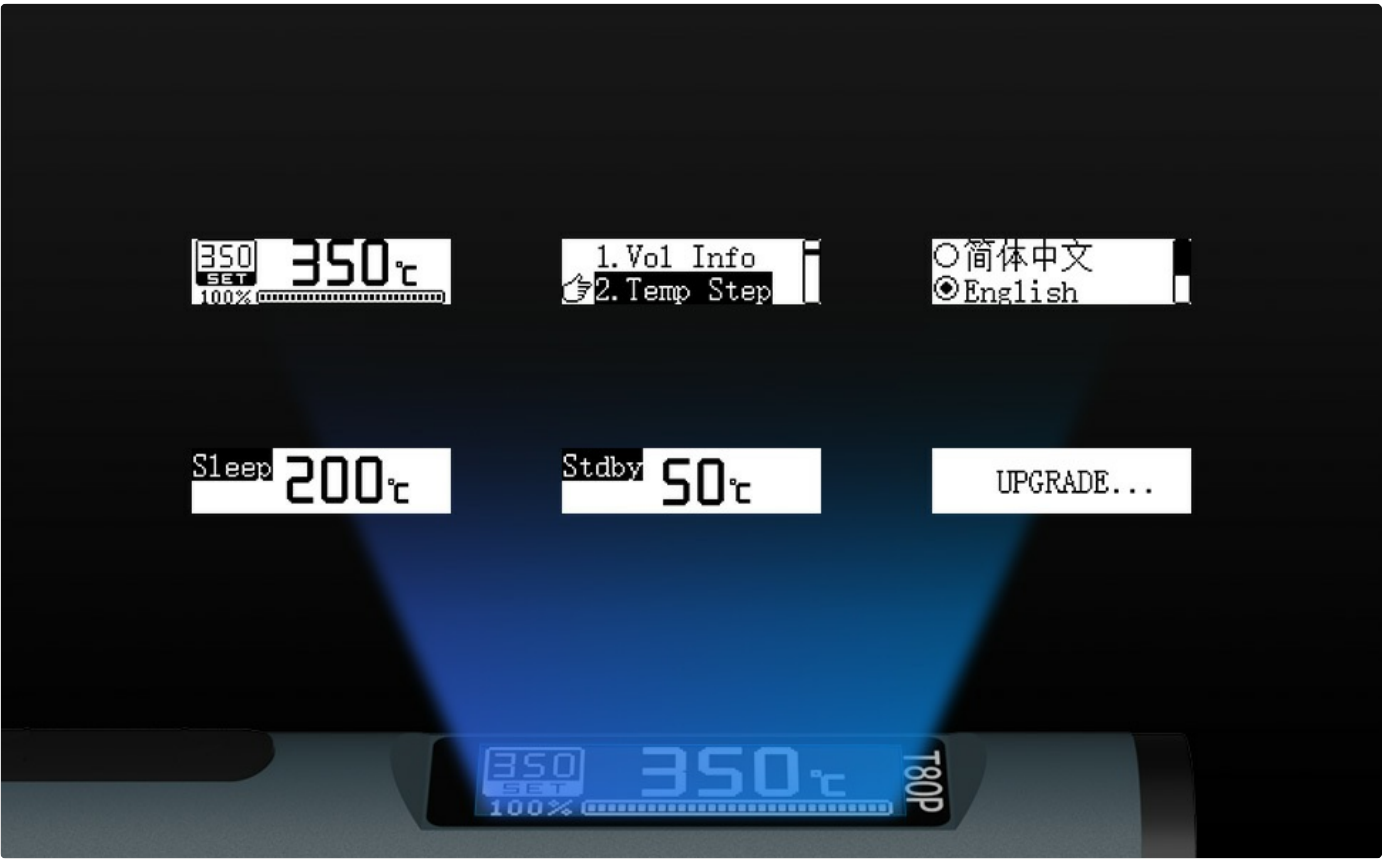 350
SET
100%
350℃
1.Vol Info
2.Temp Step
简体中文
English
Sleep
200℃
Stdby
50℃
UPGRADE...
350
SET
100%
350℃
T80P